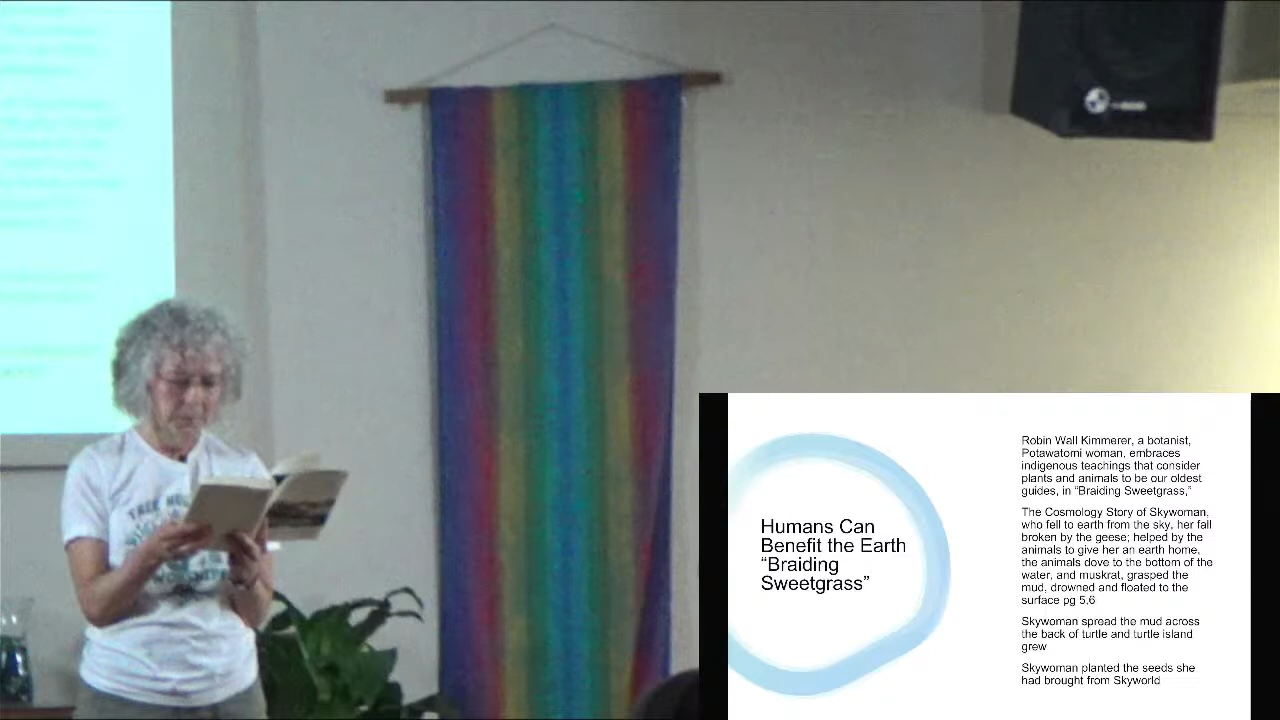 TREE HU
Humans Can
Benefit the Earth
“Braiding
Sweetgrass”
Robin Wall Kimmerer, a botanist,
Potawatomi woman, embraces
indigenous teachings that consider
plants and animals to be our oldest
guides, in “Braiding Sweetgrass,”
The Cosmology Story of Skywoman,
who fell to earth from the sky, her fall
broken by the geese; helped by the
animals to give her an earth home,
the animals dove to the bottom of the
water, and muskrat, grasped the
mud, drowned and floated to the
surface pg 5,6
Skywoman spread the mud across
the back of turtle and turtle island
grew
Skywoman planted the seeds she
had brought from Skyworld